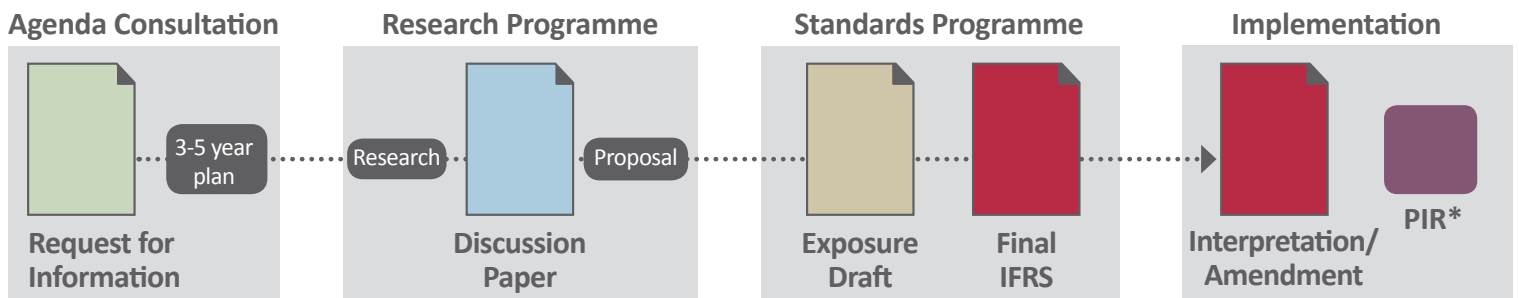 Agenda Consultation
Research Programme
Standards Programme
Implementation
3-5 year
plan
Research
Proposal
Request for
Information
Discussion
Paper
Exposure
Draft
Final
IFRS
Interpretation/
Amendment
PIR*